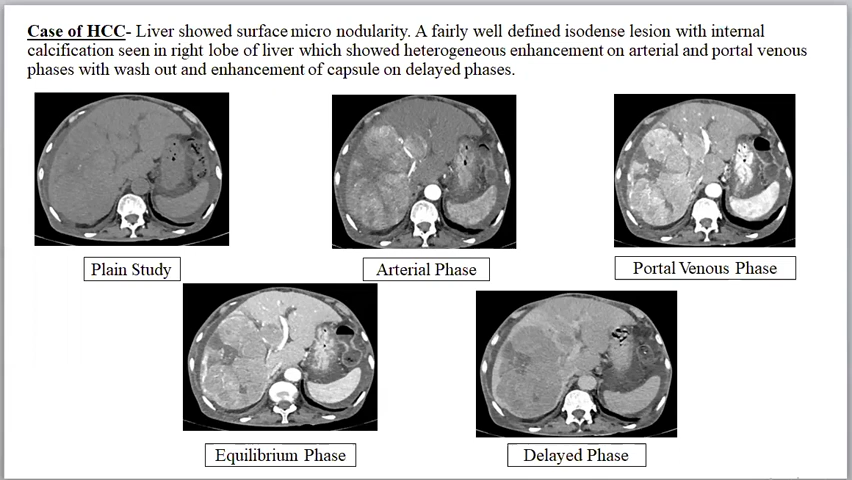 Case of HCC- Liver showed surface micro nodularity. A fairly well defined isodense lesion with internal
calcification seen in right lobe of liver which showed heterogeneous enhancement on arterial and portal venous
phases with wash out and enhancement of capsule on delayed phases.
Plain Study
Arterial Phase
Portal Venous Phase
Equilibrium Phase
Delayed Phase